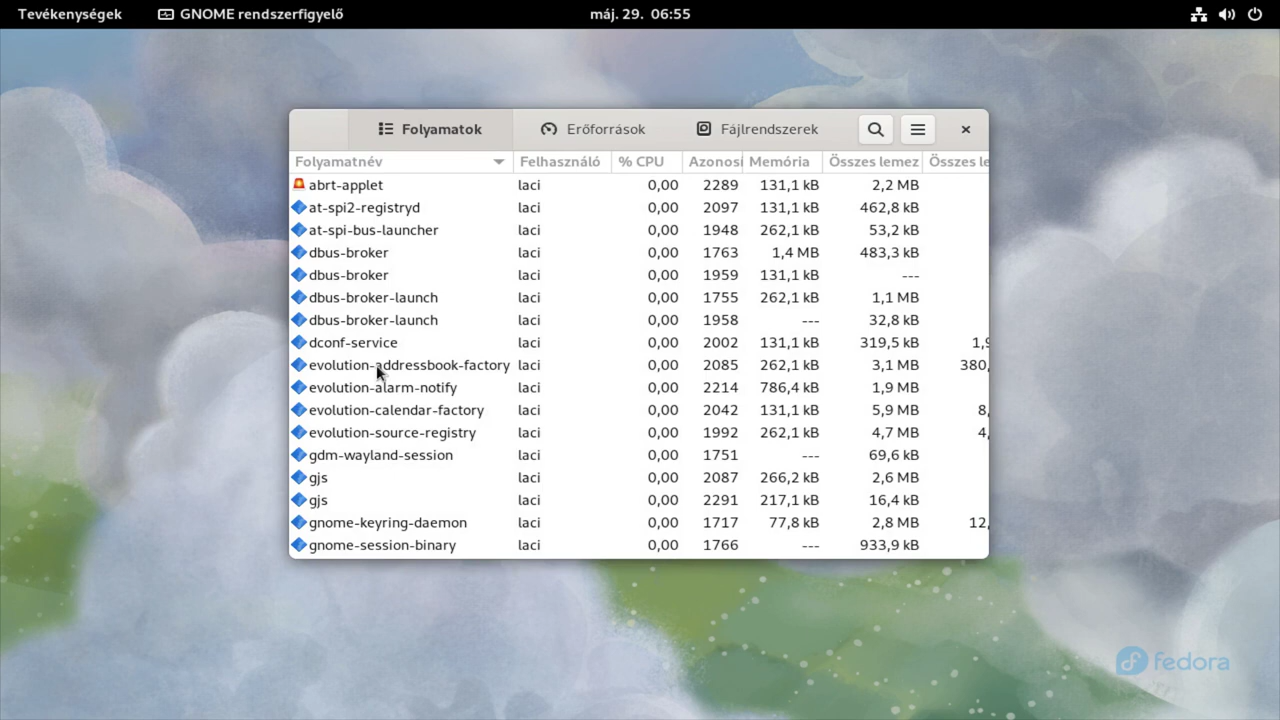 Tevékenységek GNOME rendszerfigyelő máj. 29. 06:55
Folyamatok Erőforrások Fájlrendszerek
Folyamatnév Felhasználó % CPU Azonosí Memória Összes lemez Összes le
abrt-applet laci 0,00 2289 131,1 kB 2,2 MB
at-spi2-registryd laci 0,00 2097 131,1 kB 462,8 kB
at-spi-bus-launcher laci 0,00 1948 262,1 kB 53,2 kB
dbus-broker laci 0,00 1763 1,4 MB 483,3 kB
dbus-broker laci 0,00 1959 131,1 kB ---
dbus-broker-launch laci 0,00 1755 262,1 kB 1,1 MB
dbus-broker-launch laci 0,00 1958 --- 32,8 kB
dconf-service laci 0,00 2002 131,1 kB 319,5 kB 1,9
evolution-addressbook-factory laci 0,00 2085 262,1 kB 3,1 MB 380,
evolution-alarm-notify laci 0,00 2214 786,4 kB 1,9 MB
evolution-calendar-factory laci 0,00 2042 131,1 kB 5,9 MB 8,
evolution-source-registry laci 0,00 1992 262,1 kB 4,7 MB 4,
gdm-wayland-session laci 0,00 1751 --- 69,6 kB
gjs laci 0,00 2087 266,2 kB 2,6 MB
gjs laci 0,00 2291 217,1 kB 16,4 kB
gnome-keyring-daemon laci 0,00 1717 77,8 kB 2,8 MB 12,
gnome-session-binary laci 0,00 1766 --- 933,9 kB
fedora